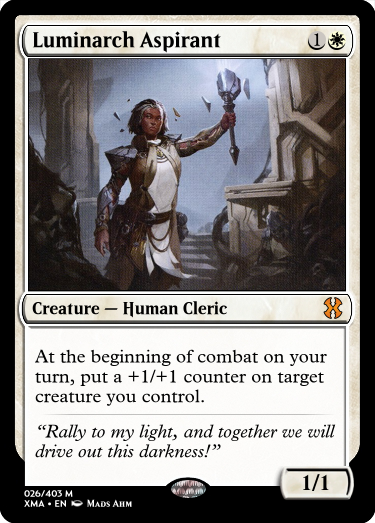 Luminarch Aspirant 1
Creature — Human Cleric
At the beginning of combat on your
turn, put a +1/+1 counter on target
creature you control.
“Rally to my light, and together we will
drive out this darkness!”
026/403 M
XMA • EN Mads Ahm
1/1